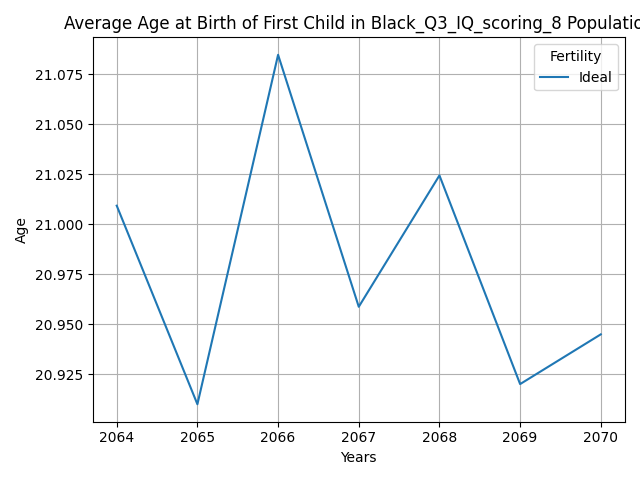 Average Age at Birth of First Child in Black_Q3_IQ_scoring_8 Populatio
Fertility
Ideal
21.075
21.050
21.025
21.000
20.975
20.950
20.925
Age
2064 2065 2066 2067 2068 2069 2070
Years